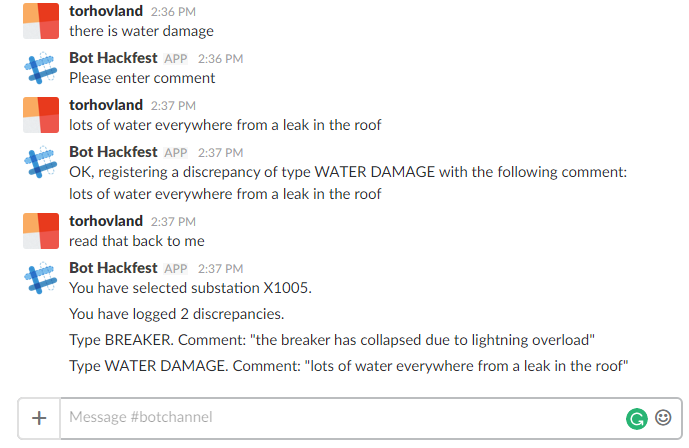 torhovland 2:36 PM
there is water damage
Bot Hackfest APP 2:36 PM
Please enter comment
torhovland 2:37 PM
lots of water everywhere from a leak in the roof
Bot Hackfest APP 2:37 PM
OK, registering a discrepancy of type WATER DAMAGE with the following comment:
lots of water everywhere from a leak in the roof
torhovland 2:37 PM
read that back to me
Bot Hackfest APP 2:37 PM
You have selected substation X1005.
You have logged 2 discrepancies.
Type BREAKER. Comment: "the breaker has collapsed due to lightning overload"
Type WATER DAMAGE. Comment: "lots of water everywhere from a leak in the roof"
Message #botchannel